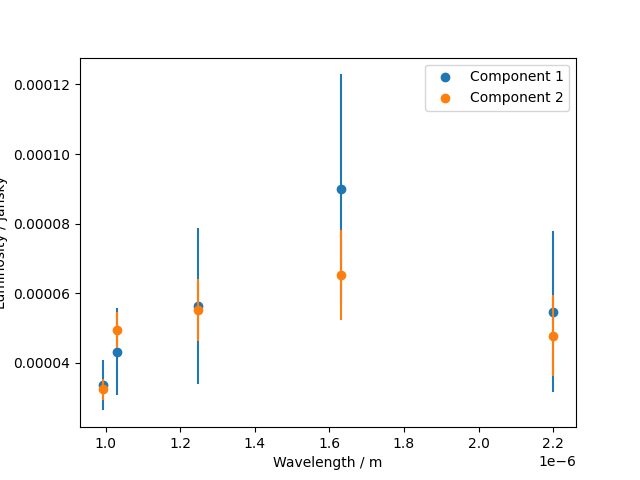 Component 1
Component 2
0.00012
0.00010
0.00008
0.00006
0.00004
Luminosity / Jansky
1.0
1.2
1.4
1.6
1.8
2.0
2.2
1e−6
Wavelength / m